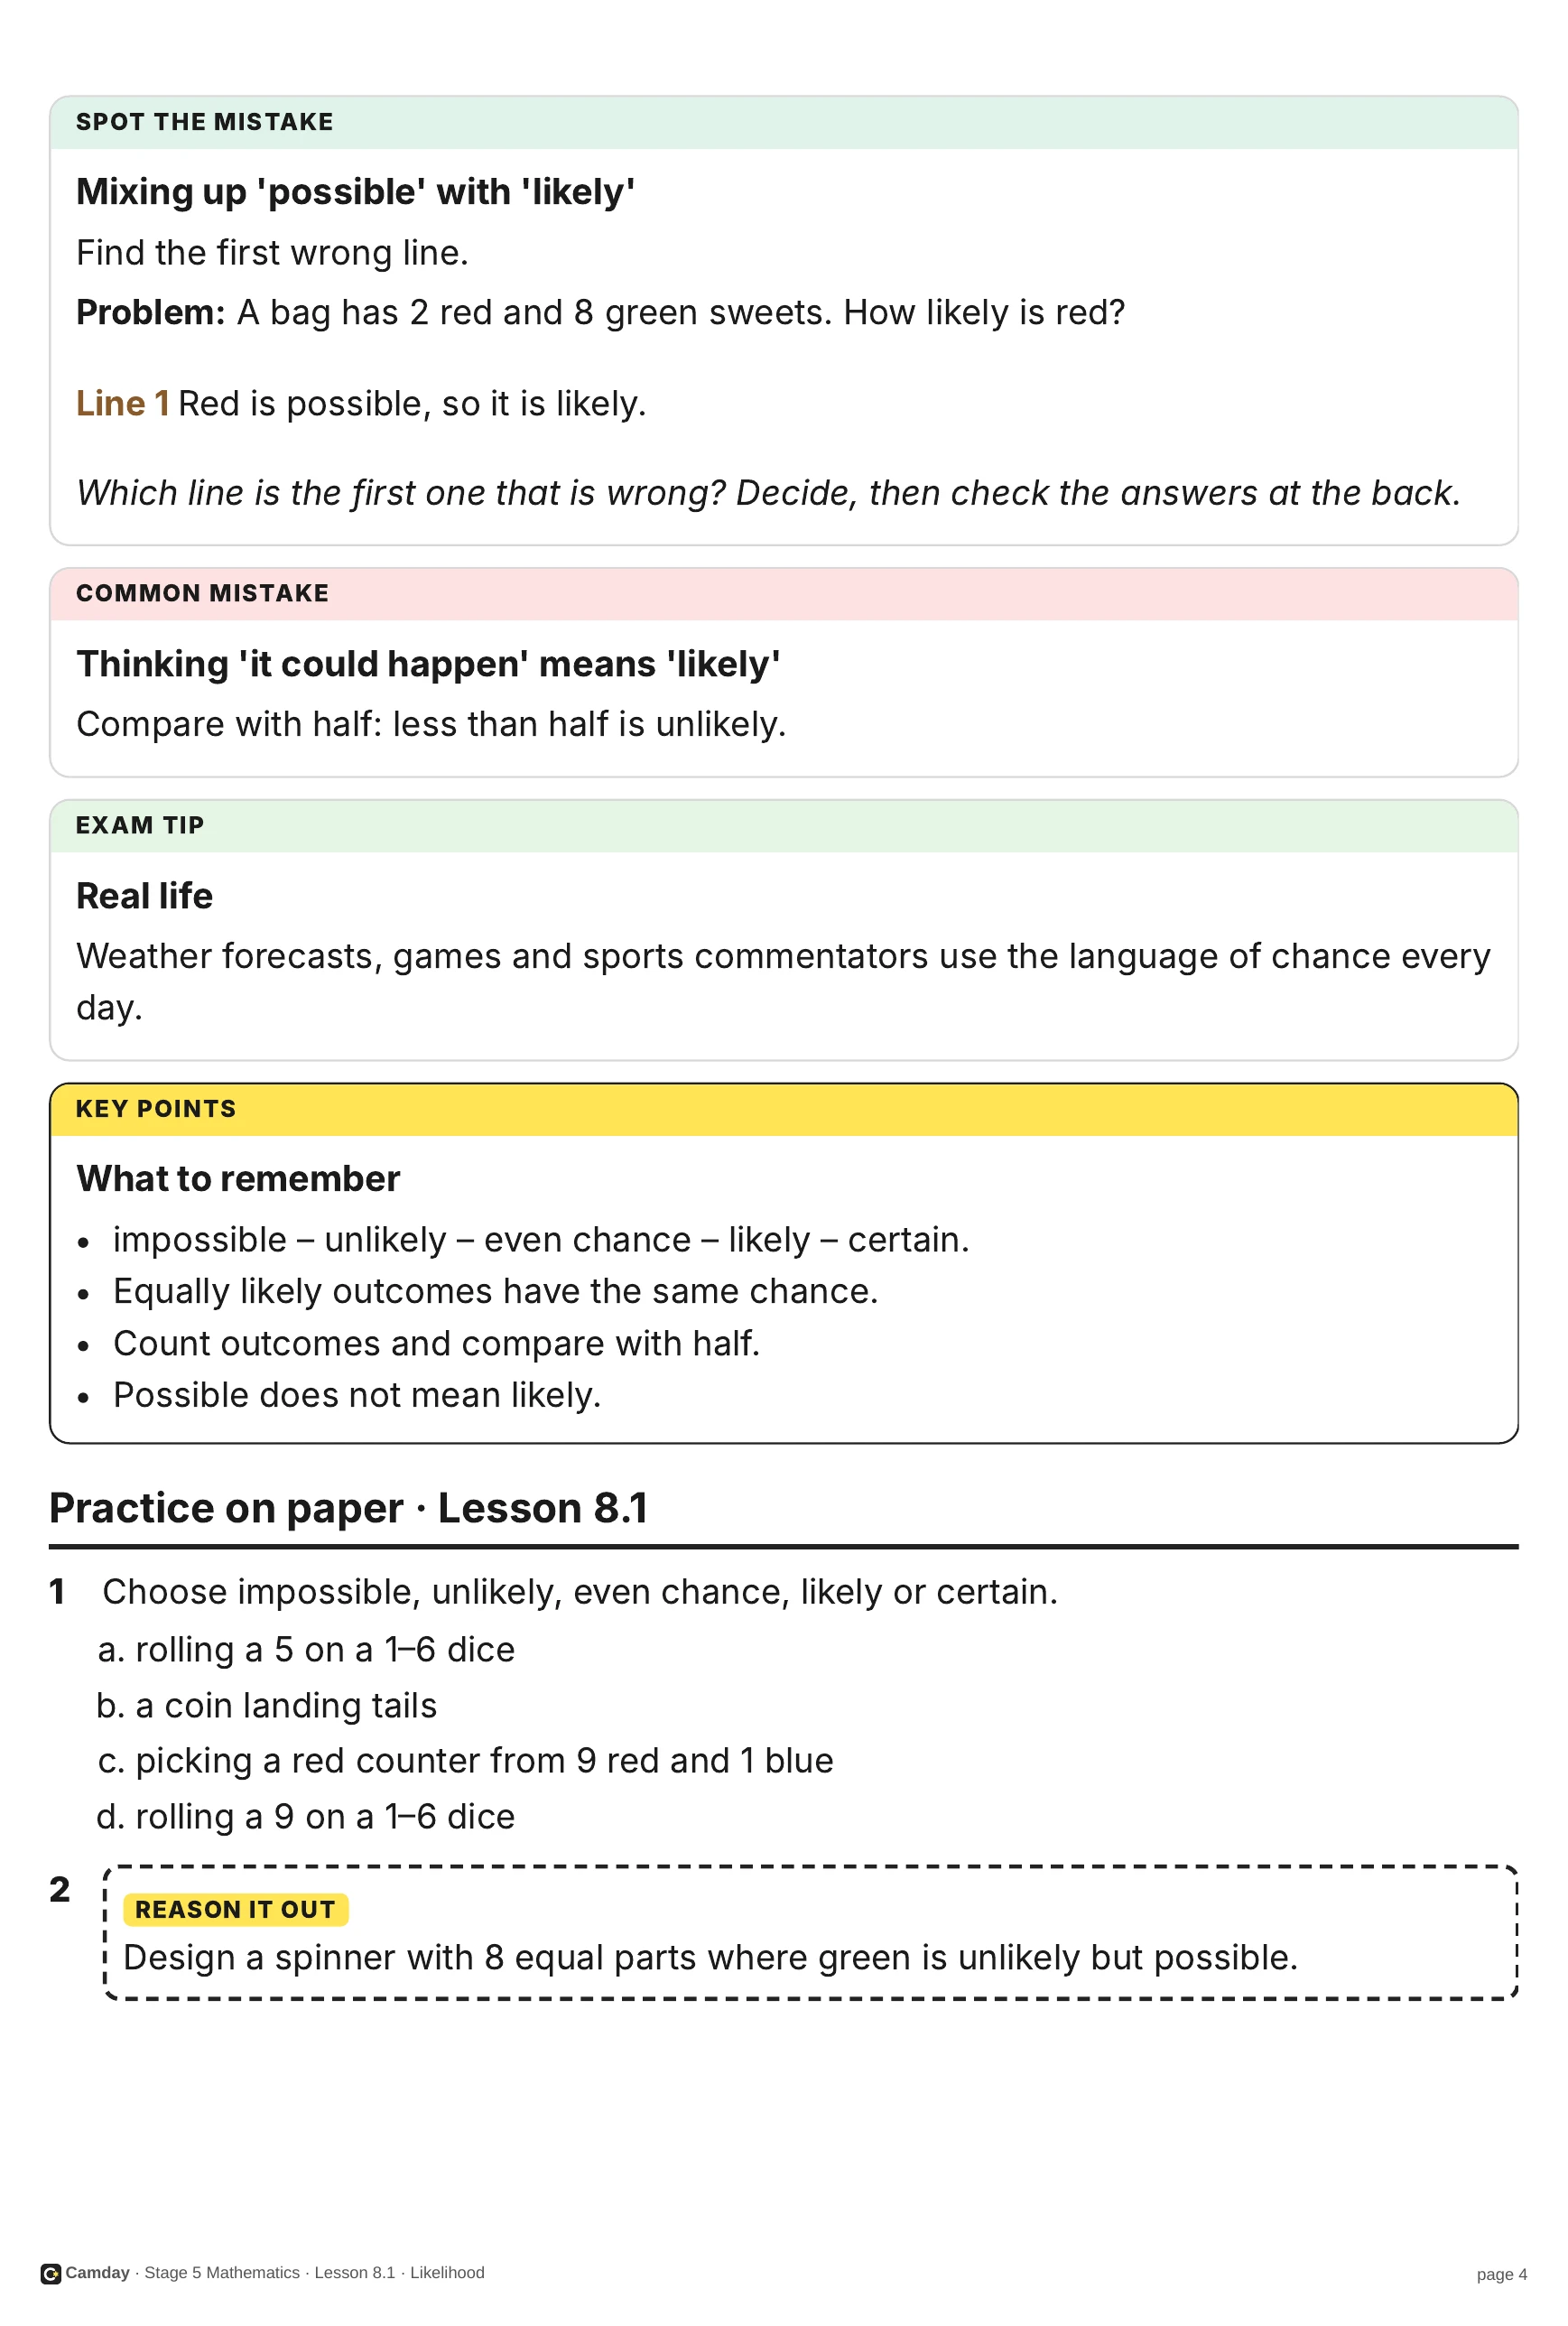 SPOT THE MISTAKE
Mixing up 'possible' with 'likely'
Find the first wrong line.
Problem: A bag has 2 red and 8 green sweets. How likely is red?
Line 1 Red is possible, so it is likely.
Which line is the first one that is wrong? Decide, then check the answers at the back.
COMMON MISTAKE
Thinking 'it could happen' means 'likely'
Compare with half: less than half is unlikely.
EXAM TIP
Real life
Weather forecasts, games and sports commentators use the language of chance every
day.
KEY POINTS
What to remember
• impossible – unlikely – even chance – likely – certain.
• Equally likely outcomes have the same chance.
• Count outcomes and compare with half.
• Possible does not mean likely.
Practice on paper · Lesson 8.1
1 Choose impossible, unlikely, even chance, likely or certain.
a. rolling a 5 on a 1–6 dice
b. a coin landing tails
c. picking a red counter from 9 red and 1 blue
d. rolling a 9 on a 1–6 dice
2
REASON IT OUT
Design a spinner with 8 equal parts where green is unlikely but possible.
Camday · Stage 5 Mathematics · Lesson 8.1 · Likelihood
page 4